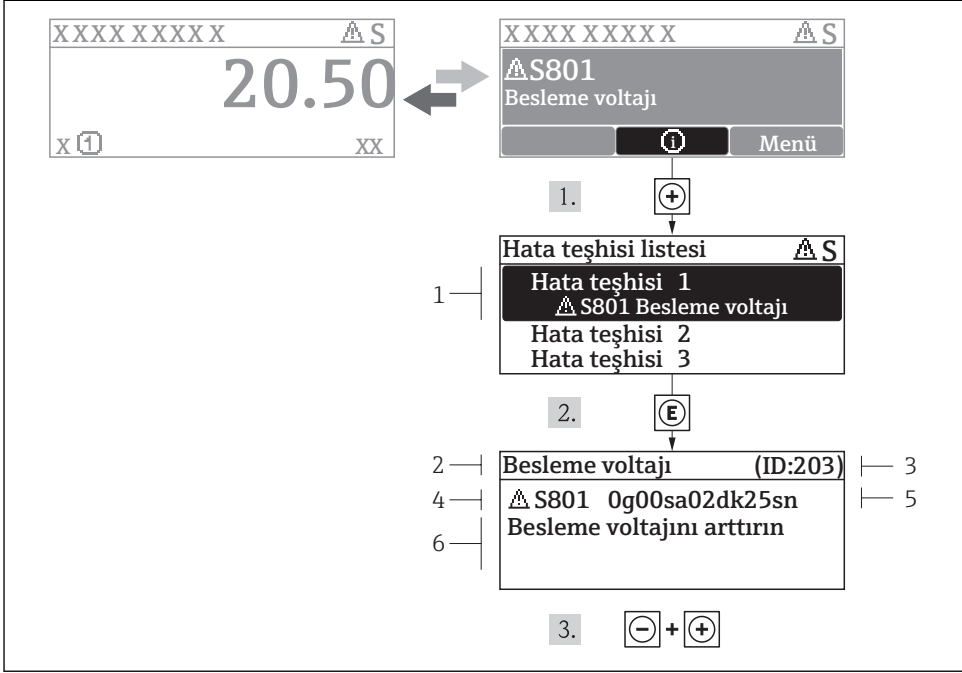 XXXX XXXXX ⚠ S
20.50
X 1 XX
XXXX XXXXX ⚠ S
⚠S801
Besleme voltajı
i Menü
1. +
Hata teşhisi listesi ⚠ S
1
Hata teşhisi 1
⚠ S801 Besleme voltajı
Hata teşhisi 2
Hata teşhisi 3
2. E
2 Besleme voltajı (ID:203) 3
4 ⚠ S801 0g00sa02dk25sn 5
6 Besleme voltajını arttırın
3. - + +